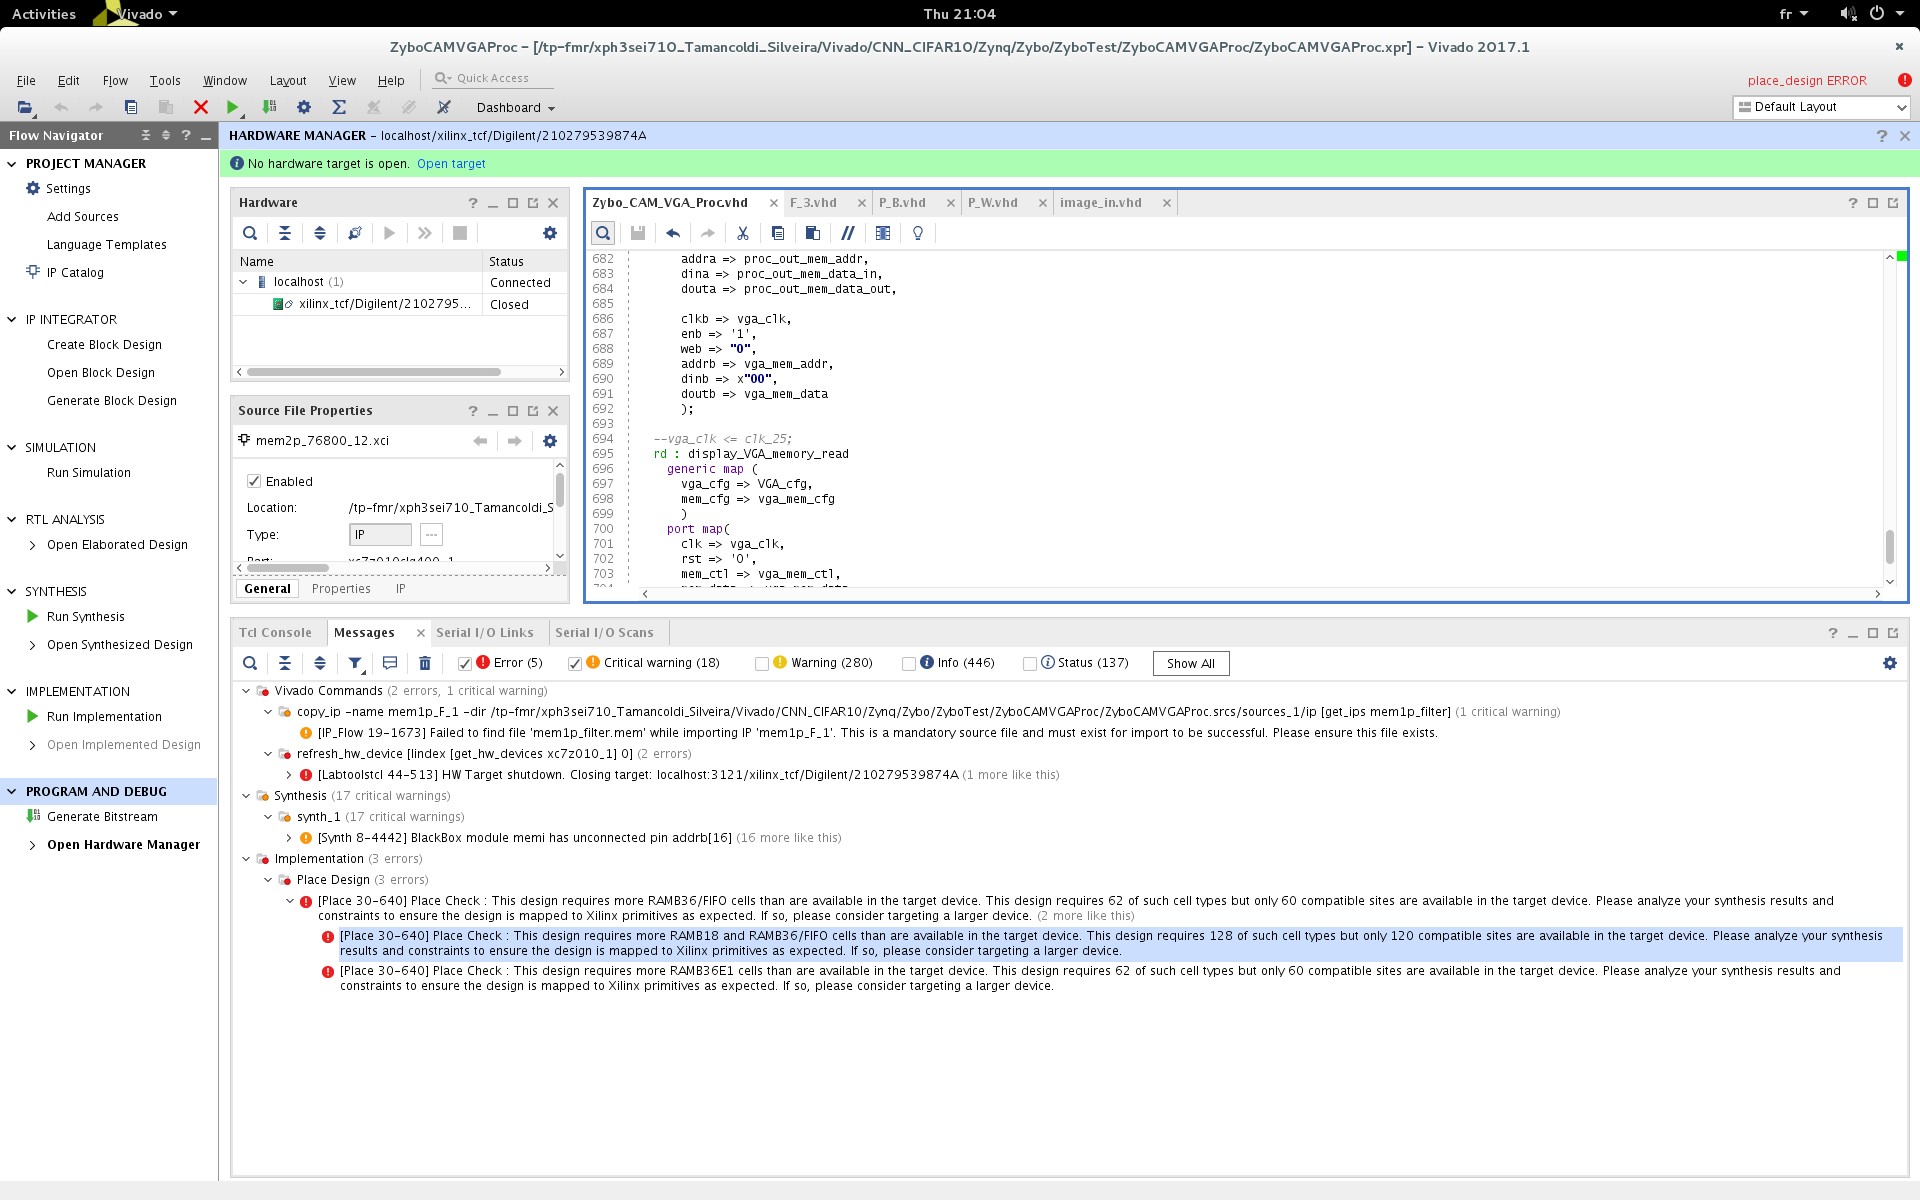 Activities Vivado Thu 21:04 fr
ZyboCAMVGAProc - [/tp-fmr/xph3sei710_Tamancoldi_Silveira/Vivado/CNN_CIFAR10/Zynq/Zybo/ZyboTest/ZyboCAMVGAProc/ZyboCAMVGAProc.xpr] - Vivado 2017.1
File Edit Flow Tools Window Layout View Help Quick Access place_design ERROR
Dashboard Default Layout
Flow Navigator
PROJECT MANAGER
Settings
Add Sources
Language Templates
IP Catalog
IP INTEGRATOR
Create Block Design
Open Block Design
Generate Block Design
SIMULATION
Run Simulation
RTL ANALYSIS
Open Elaborated Design
SYNTHESIS
Run Synthesis
Open Synthesized Design
IMPLEMENTATION
Run Implementation
Open Implemented Design
PROGRAM AND DEBUG
Generate Bitstream
Open Hardware Manager
HARDWARE MANAGER - localhost/xilinx_tcf/Digilent/210279539874A
No hardware target is open. Open target
Hardware
Name Status
localhost (1) Connected
xilinx_tcf/Digilent/2102795... Closed
Source File Properties
mem2p_76800_12.xci
Enabled
Location: /tp-fmr/xph3sei710_Tamancoldi_S
Type: IP
Part: xc7z010clg400-1
General Properties IP
Zybo_CAM_VGA_Proc.vhd F_3.vhd P_B.vhd P_W.vhd image_in.vhd
682 addra => proc_out_mem_addr,
683 dina => proc_out_mem_data_in,
684 douta => proc_out_mem_data_out,
685
686 clkb => vga_clk,
687 enb => '1',
688 web => "0",
689 addrb => vga_mem_addr,
690 dinb => x"00",
691 doutb => vga_mem_data
692 );
693
694 --vga_clk <= clk_25;
695 rd : display_VGA_memory_read
696 generic map (
697 vga_cfg => VGA_cfg,
698 mem_cfg => vga_mem_cfg
699 )
700 port map(
701 clk => vga_clk,
702 rst => '0',
703 mem_ctl => vga_mem_ctl,
704 mem_data => vga_mem_data
Tcl Console Messages Serial I/O Links Serial I/O Scans
Error (5) Critical warning (18) Warning (280) Info (446) Status (137) Show All
Vivado Commands (2 errors, 1 critical warning)
copy_ip -name mem1p_F_1 -dir /tp-fmr/xph3sei710_Tamancoldi_Silveira/Vivado/CNN_CIFAR10/Zynq/Zybo/ZyboTest/ZyboCAMVGAProc/ZyboCAMVGAProc.srcs/sources_1/ip [get_ips mem1p_filter] (1 critical warning)
[IP_Flow 19-1673] Failed to find file 'mem1p_filter.mem' while importing IP 'mem1p_F_1'. This is a mandatory source file and must exist for import to be successful. Please ensure this file exists.
refresh_hw_device [lindex [get_hw_devices xc7z010_1] 0] (2 errors)
[Labtoolstcl 44-513] HW Target shutdown. Closing target: localhost:3121/xilinx_tcf/Digilent/210279539874A (1 more like this)
Synthesis (17 critical warnings)
synth_1 (17 critical warnings)
[Synth 8-4442] BlackBox module memi has unconnected pin addrb[16] (16 more like this)
Implementation (3 errors)
Place Design (3 errors)
[Place 30-640] Place Check : This design requires more RAMB36/FIFO cells than are available in the target device. This design requires 62 of such cell types but only 60 compatible sites are available in the target device. Please analyze your synthesis results and
constraints to ensure the design is mapped to Xilinx primitives as expected. If so, please consider targeting a larger device. (2 more like this)
[Place 30-640] Place Check : This design requires more RAMB18 and RAMB36/FIFO cells than are available in the target device. This design requires 128 of such cell types but only 120 compatible sites are available in the target device. Please analyze your synthesis
results and constraints to ensure the design is mapped to Xilinx primitives as expected. If so, please consider targeting a larger device.
[Place 30-640] Place Check : This design requires more RAMB36E1 cells than are available in the target device. This design requires 62 of such cell types but only 60 compatible sites are available in the target device. Please analyze your synthesis results and
constraints to ensure the design is mapped to Xilinx primitives as expected. If so, please consider targeting a larger device.